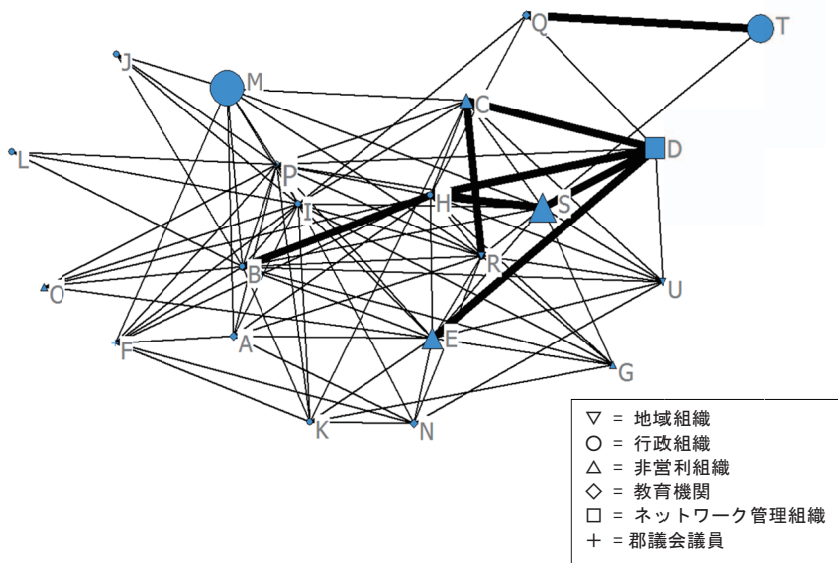 Q
T
J
M
C
L
P
D
H
S
I
R
B
O
U
F
A
E
G
K
N
▽ = 地域組織
○ = 行政組織
△ = 非営利組織
◇ = 教育機関
□ = ネットワーク管理組織
+ = 郡議会議員